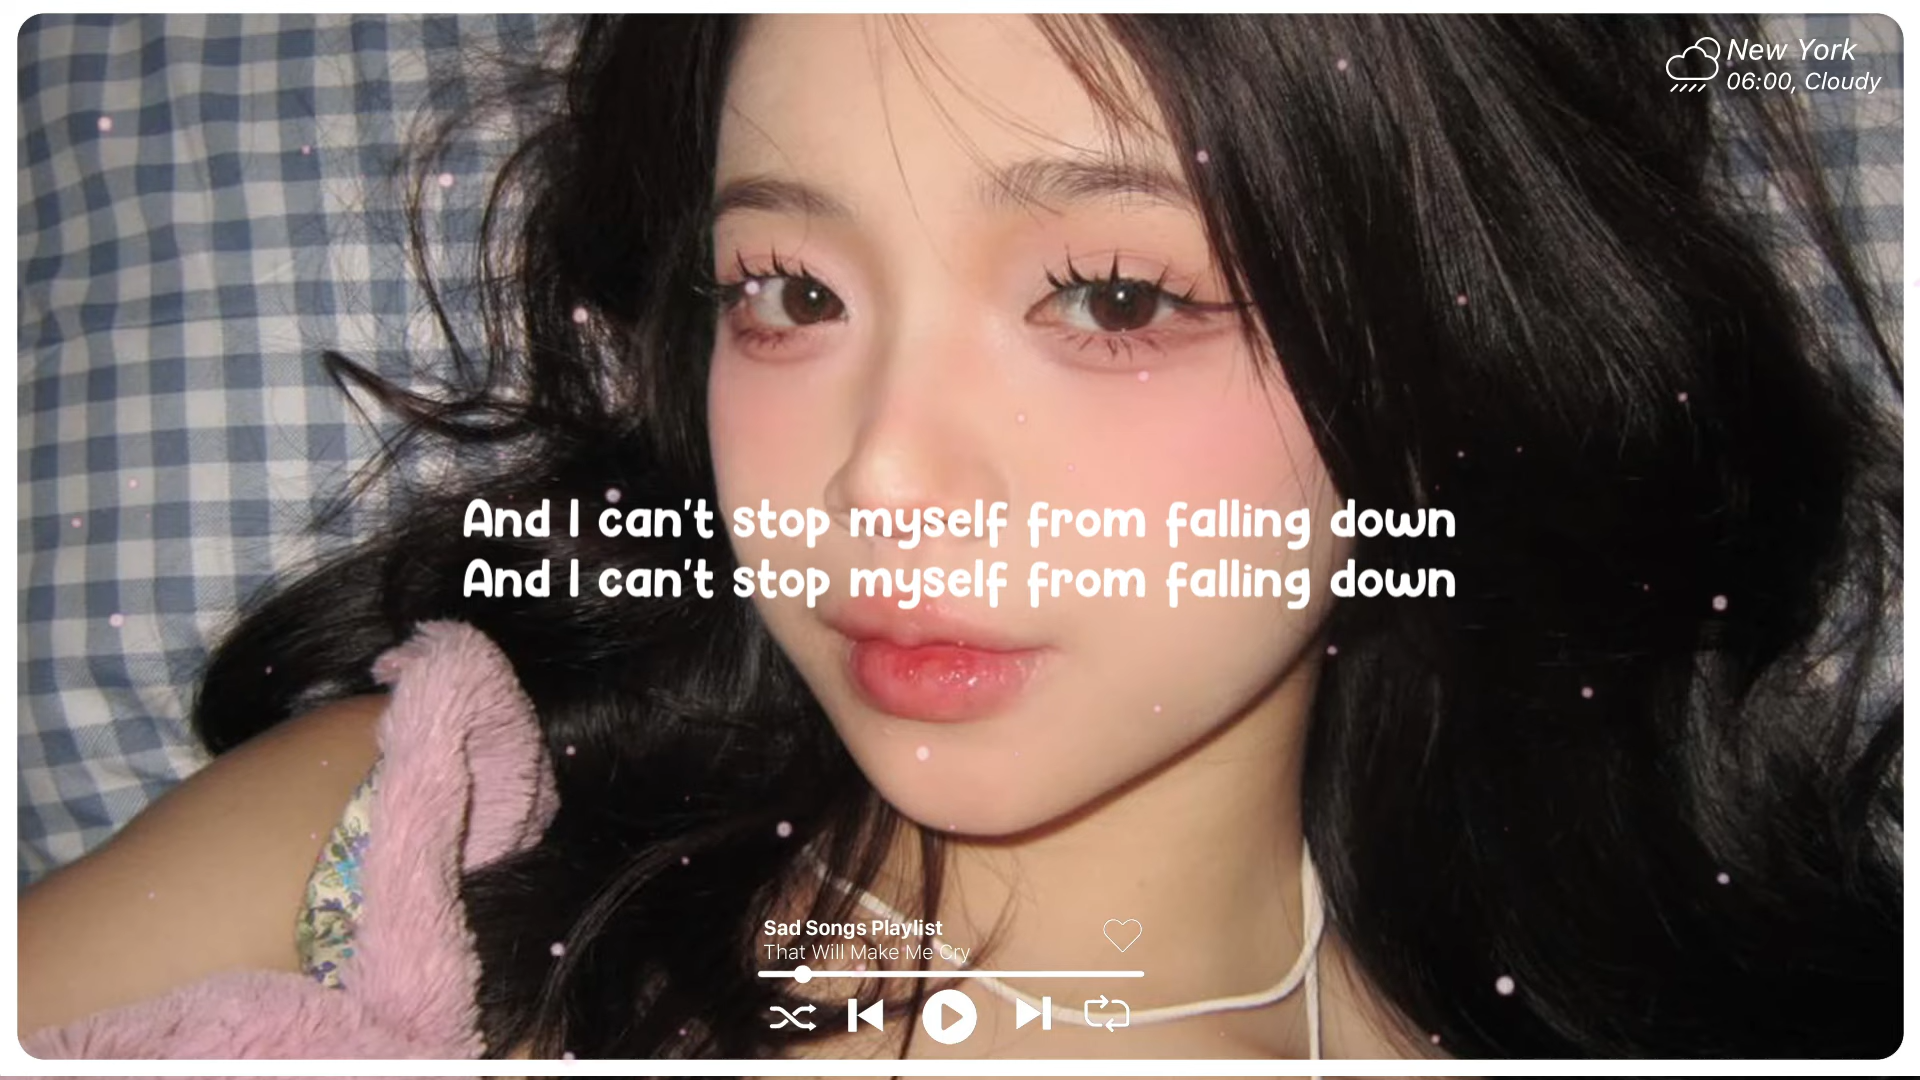 New York
06:00, Cloudy
And I can't stop myself from falling down
And I can't stop myself from falling down
Sad Songs Playlist
That Will Make Me Cry